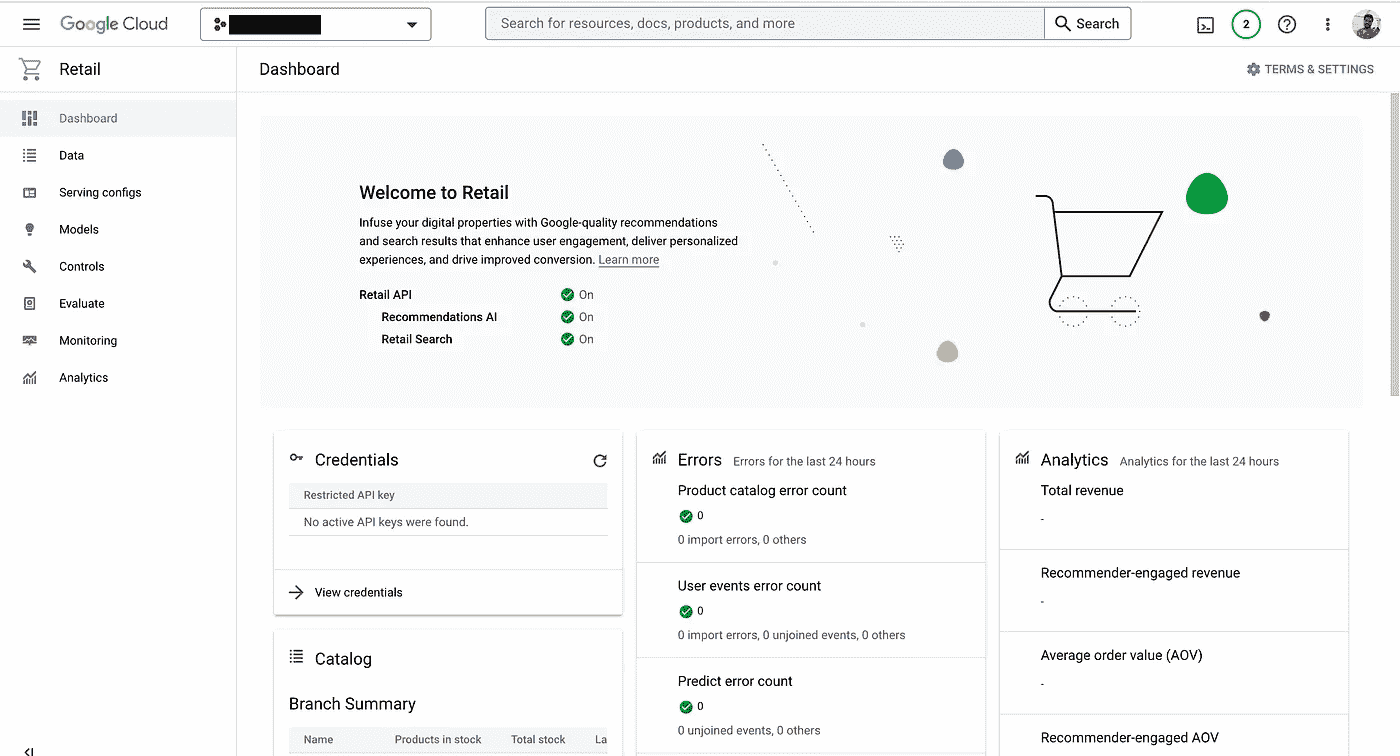 Google Cloud
Search for resources, docs, products, and more
Search
2
Retail
Dashboard
TERMS & SETTINGS
Dashboard
Data
Serving configs
Models
Controls
Evaluate
Monitoring
Analytics
Welcome to Retail
Infuse your digital properties with Google-quality recommendations
and search results that enhance user engagement, deliver personalized
experiences, and drive improved conversion. Learn more
Retail API On
Recommendations AI On
Retail Search On
Credentials
Restricted API key
No active API keys were found.
View credentials
Catalog
Branch Summary
Name Products in stock Total stock La
Errors Errors for the last 24 hours
Product catalog error count
0
0 import errors, 0 others
User events error count
0
0 import errors, 0 unjoined events, 0 others
Predict error count
0
0 unjoined events, 0 others
Analytics Analytics for the last 24 hours
Total revenue
-
Recommender-engaged revenue
-
Average order value (AOV)
-
Recommender-engaged AOV